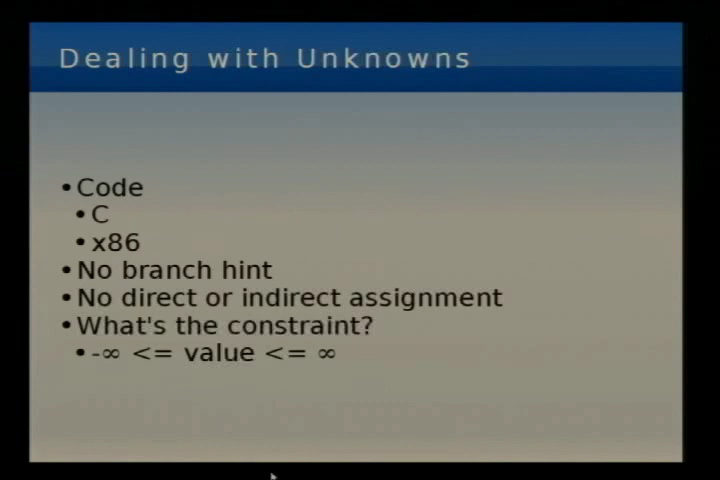 Dealing with Unknowns
•Code
•C
•x86
•No branch hint
•No direct or indirect assignment
•What's the constraint?
•-∞ <= value <= ∞